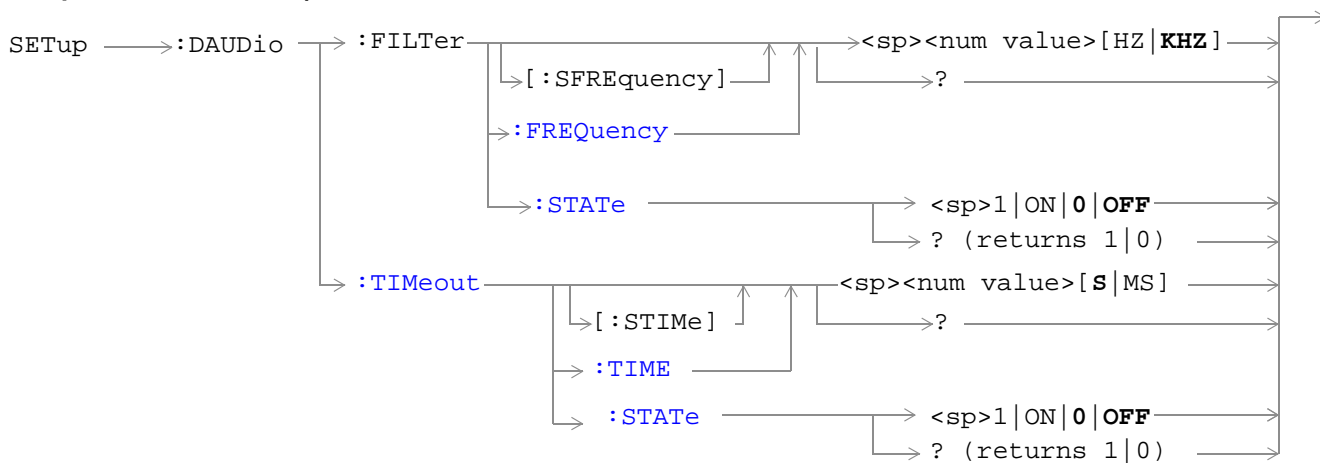 SETup :DAUDio :FILTer <sp><num value>[HZ|KHZ]
[:SFREquency] ?
:FREQuency
:STATe <sp>1|ON|0|OFF
? (returns 1|0)
:TIMeout <sp><num value>[S|MS]
[:STIMe] ?
:TIME
:STATe <sp>1|ON|0|OFF
? (returns 1|0)